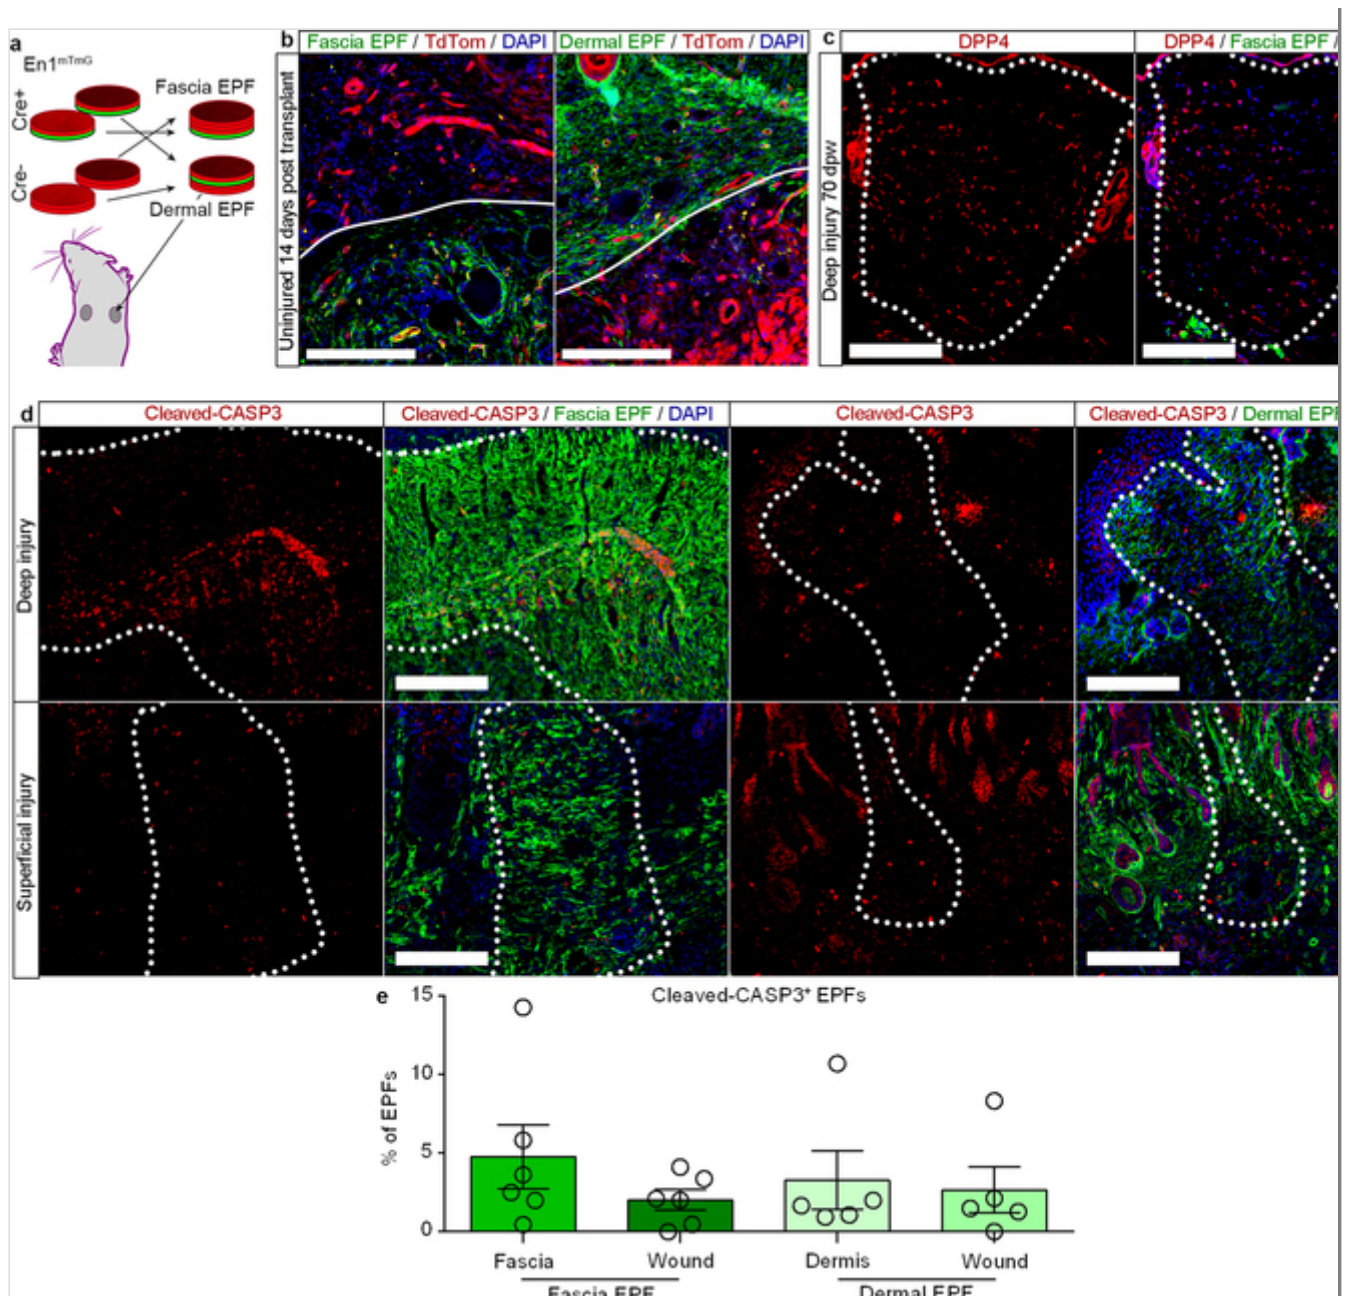 a
En1mTmG
Cre+
Cre-
Fascia EPF
Dermal EPF
b
Fascia EPF / TdTom / DAPI
Dermal EPF / TdTom / DAPI
Uninjured 14 days post transplant
c
DPP4
DPP4 / Fascia EPF /
Deep injury 70 dpw
d
Cleaved-CASP3
Cleaved-CASP3 / Fascia EPF / DAPI
Cleaved-CASP3
Cleaved-CASP3 / Dermal EPF
Deep injury
Superficial injury
e
Cleaved-CASP3+ EPFs
% of EPFs
15
10
5
0
Fascia
Wound
Dermis
Wound
Fascia EPF
Dermal EPF